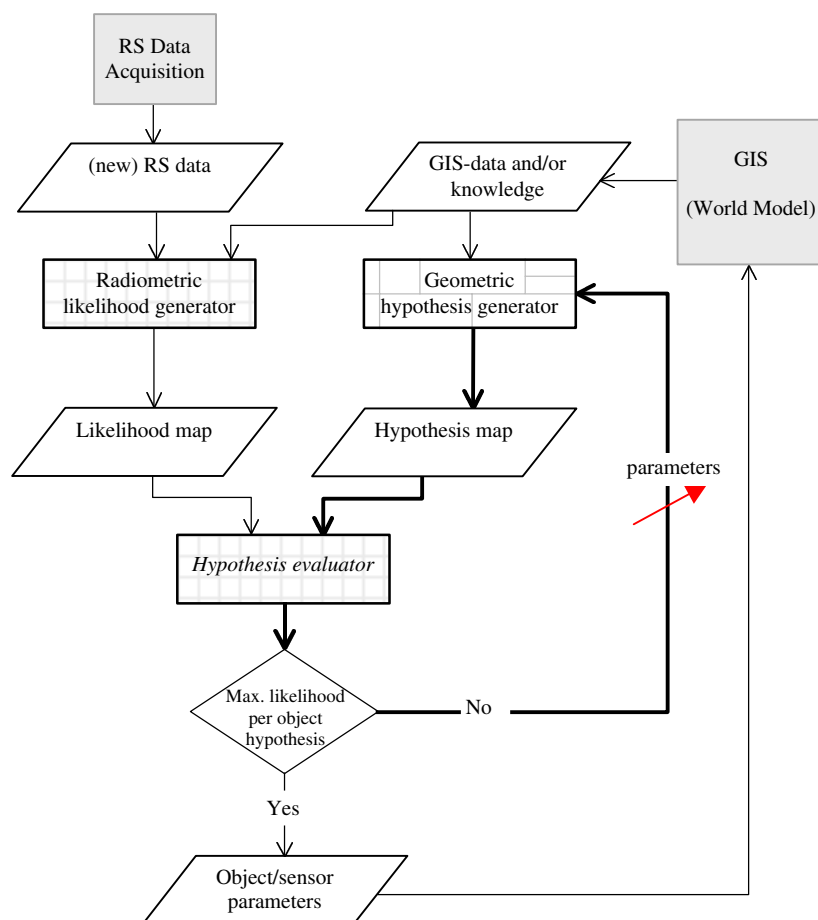 RS Data
Acquisition
(new) RS data
GIS-data and/or
knowledge
GIS
(World Model)
Radiometric
likelihood generator
Geometric
hypothesis generator
Likelihood map
Hypothesis map
parameters
Hypothesis evaluator
Max. likelihood
per object
hypothesis
No
Yes
Object/sensor
parameters